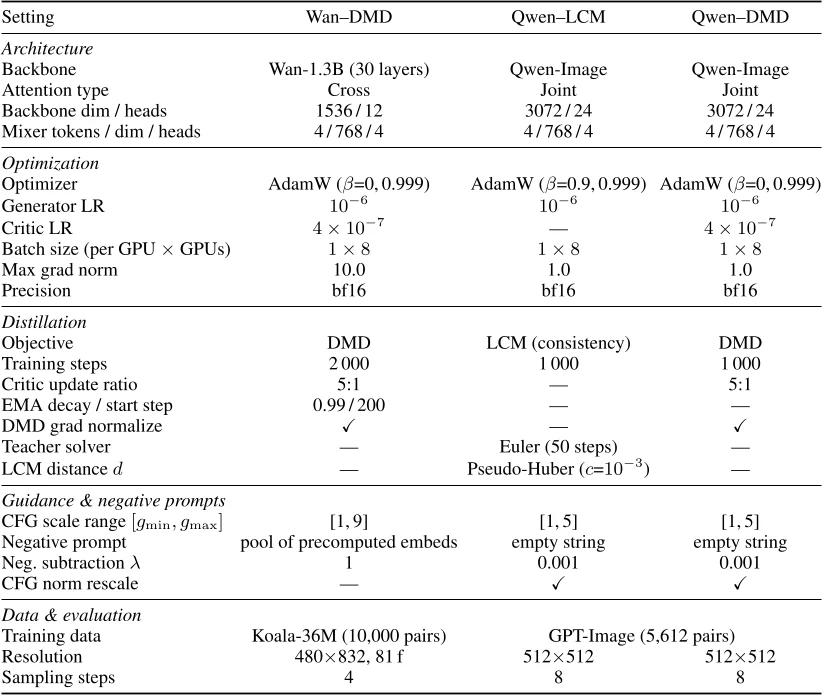 Setting Wan–DMD Qwen–LCM Qwen–DMD
Architecture
Backbone Wan-1.3B (30 layers) Qwen-Image Qwen-Image
Attention type Cross Joint Joint
Backbone dim / heads 1536 / 12 3072 / 24 3072 / 24
Mixer tokens / dim / heads 4 / 768 / 4 4 / 768 / 4 4 / 768 / 4
Optimization
Optimizer AdamW (β=0, 0.999) AdamW (β=0.9, 0.999) AdamW (β=0, 0.999)
Generator LR 10⁻⁶ 10⁻⁶ 10⁻⁶
Critic LR 4 × 10⁻⁷ — 4 × 10⁻⁷
Batch size (per GPU × GPUs) 1 × 8 1 × 8 1 × 8
Max grad norm 10.0 1.0 1.0
Precision bf16 bf16 bf16
Distillation
Objective DMD LCM (consistency) DMD
Training steps 2 000 1 000 1 000
Critic update ratio 5:1 — 5:1
EMA decay / start step 0.99 / 200 — —
DMD grad normalize ✓ — ✓
Teacher solver — Euler (50 steps) —
LCM distance d — Pseudo-Huber (c=10⁻³) —
Guidance & negative prompts
CFG scale range [g_min, g_max] [1, 9] [1, 5] [1, 5]
Negative prompt pool of precomputed embeds empty string empty string
Neg. subtraction λ 1 0.001 0.001
CFG norm rescale — ✓ ✓
Data & evaluation
Training data Koala-36M (10,000 pairs) GPT-Image (5,612 pairs)
Resolution 480×832, 81 f 512×512 512×512
Sampling steps 4 8 8